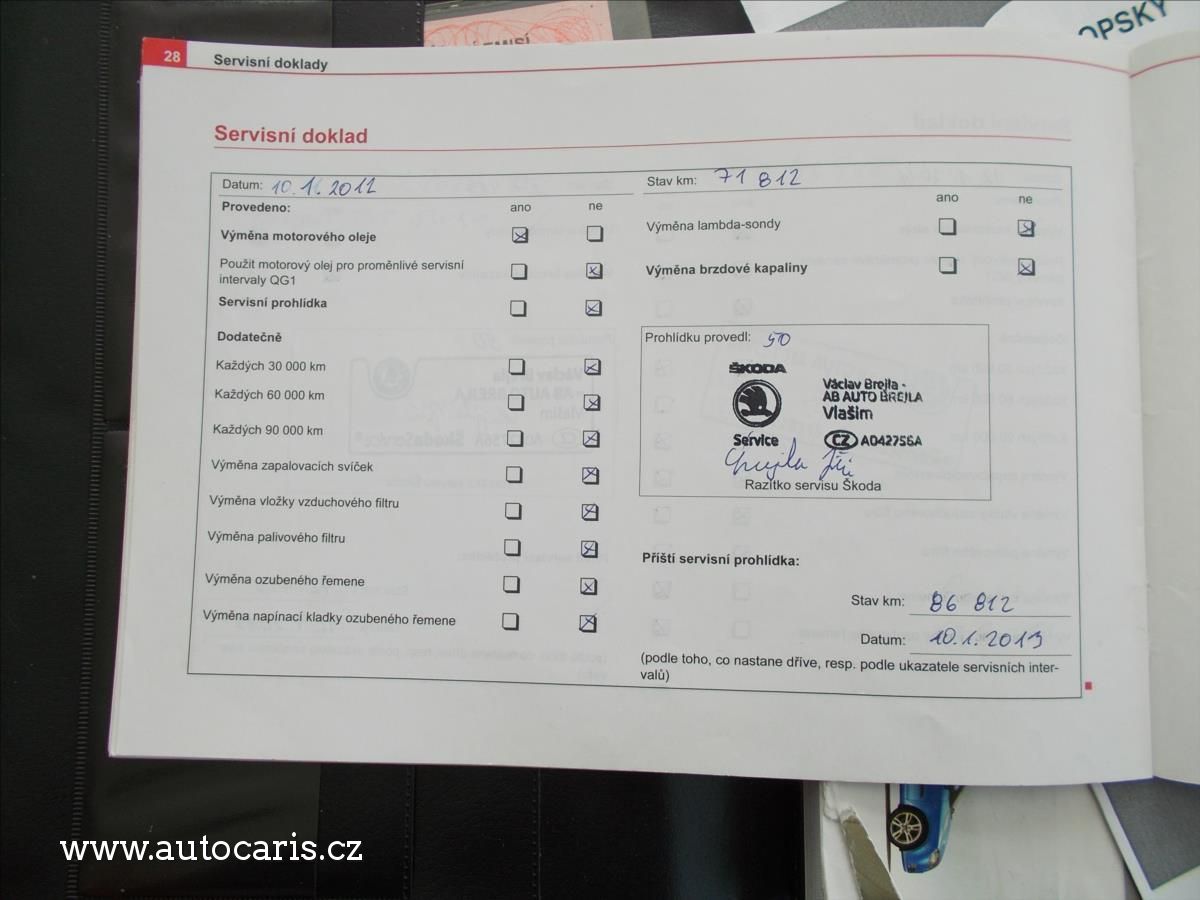 OPSKÝ
28 Servisní doklady
Servisní doklad
Datum: 10.1.2012
Stav km: 71 812
Provedeno: ano ne
ano ne
Výměna motorového oleje
Výměna lambda-sondy
Použit motorový olej pro proměnlivé servisní
intervaly QG1
Výměna brzdové kapaliny
Servisní prohlídka
Dodatečně
Každých 30 000 km
Každých 60 000 km
Každých 90 000 km
Výměna zapalovacích svíček
Výměna vložky vzduchového filtru
Výměna palivového filtru
Výměna ozubeného řemene
Výměna napínací kladky ozubeného řemene
Prohlídku provedl: 50
ŠKODA
Václav Brejla -
AB AUTO BREJLA
Vlašim
Service CZ A042756A
Razítko servisu Škoda
Příští servisní prohlídka:
Stav km: 86 812
Datum: 10.1.2013
(podle toho, co nastane dříve, resp. podle ukazatele servisních inter-
valů)
www.autocaris.cz